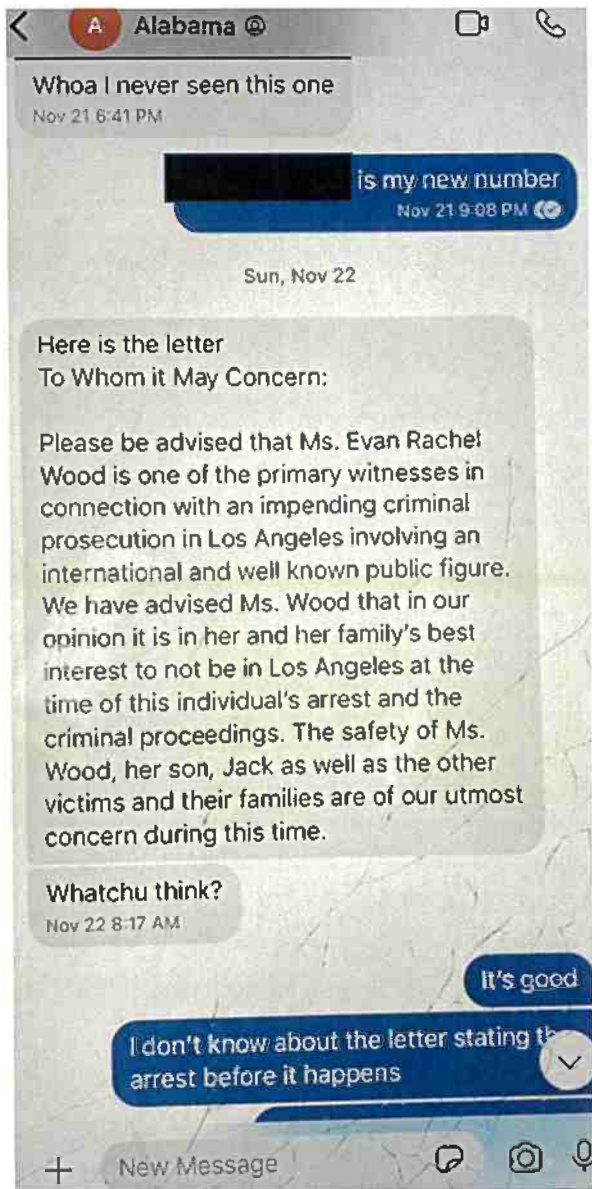 A Alabama
Whoa I never seen this one
Nov 21 6:41 PM
is my new number
Nov 21 9:08 PM
Sun, Nov 22
Here is the letter
To Whom it May Concern:
Please be advised that Ms. Evan Rachel
Wood is one of the primary witnesses in
connection with an impending criminal
prosecution in Los Angeles involving an
international and well known public figure.
We have advised Ms. Wood that in our
opinion it is in her and her family's best
interest to not be in Los Angeles at the
time of this individual's arrest and the
criminal proceedings. The safety of Ms.
Wood, her son, Jack as well as the other
victims and their families are of our utmost
concern during this time.
Whatchu think?
Nov 22 8:17 AM
It's good
I don't know about the letter stating
arrest before it happens
New Message